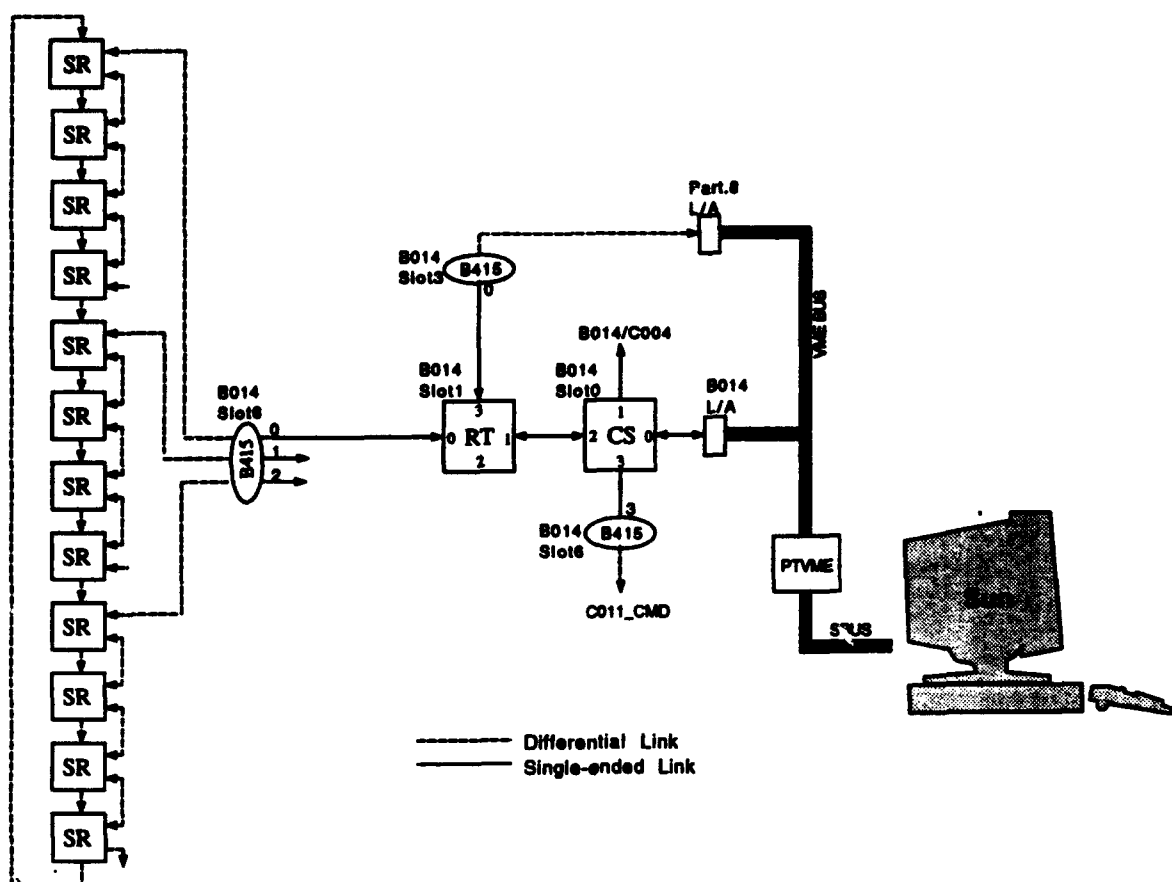 SR
SR
SR
SR
SR
SR
SR
SR
SR
SR
SR
SR
B014
Slot6
B415
0
1
2
B014
Slot3
B415
0
B014
Slot1
3
0 RT 1
2
B014/C004
B014
Slot0
1
2 CS 0
3
3
B014
Slot6
B415
C011_CMD
Part.8
L/A
B014
L/A
VME BUS
PTVME
SBUS
Sun
Differential Link
Single-ended Link